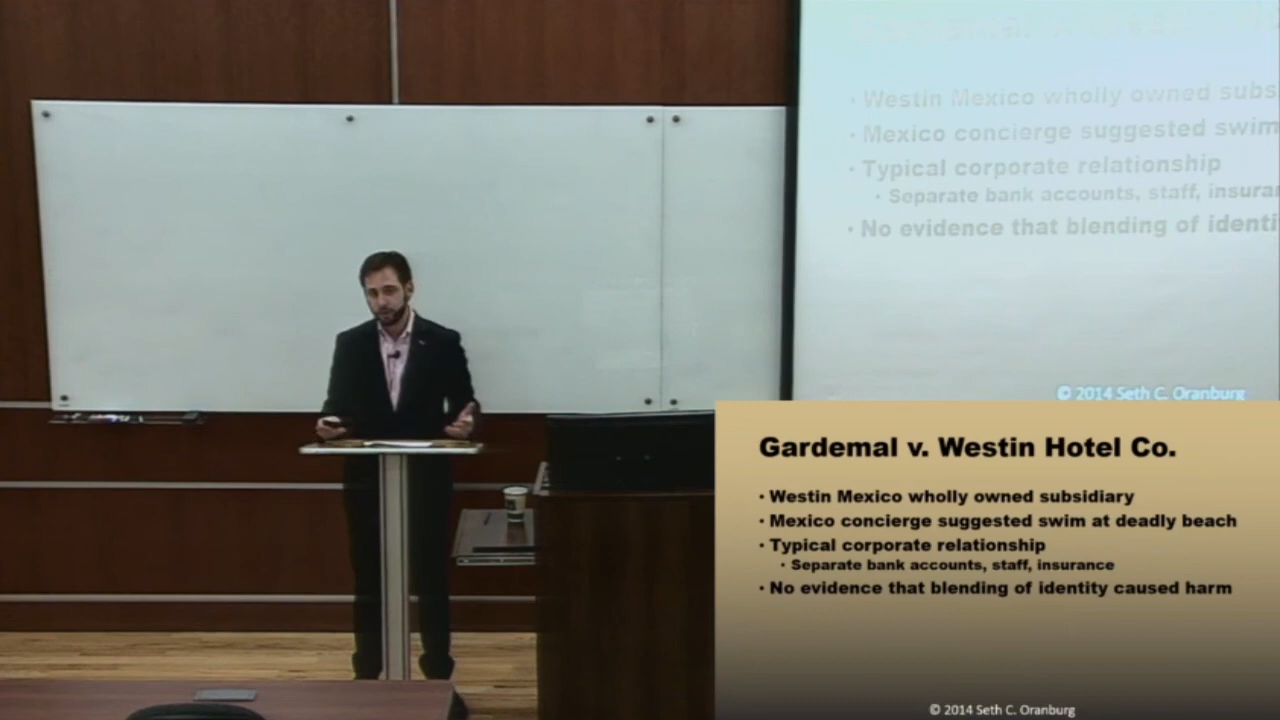 Westin Mexico wholly owned subs
• Mexico concierge suggested swim
• Typical corporate relationship
• Separate bank accounts, staff, insura
• No evidence that blending of identi
© 2014 Seth C. Oranburg
Gardemal v. Westin Hotel Co.
• Westin Mexico wholly owned subsidiary
• Mexico concierge suggested swim at deadly beach
• Typical corporate relationship
• Separate bank accounts, staff, insurance
• No evidence that blending of identity caused harm
© 2014 Seth C. Oranburg